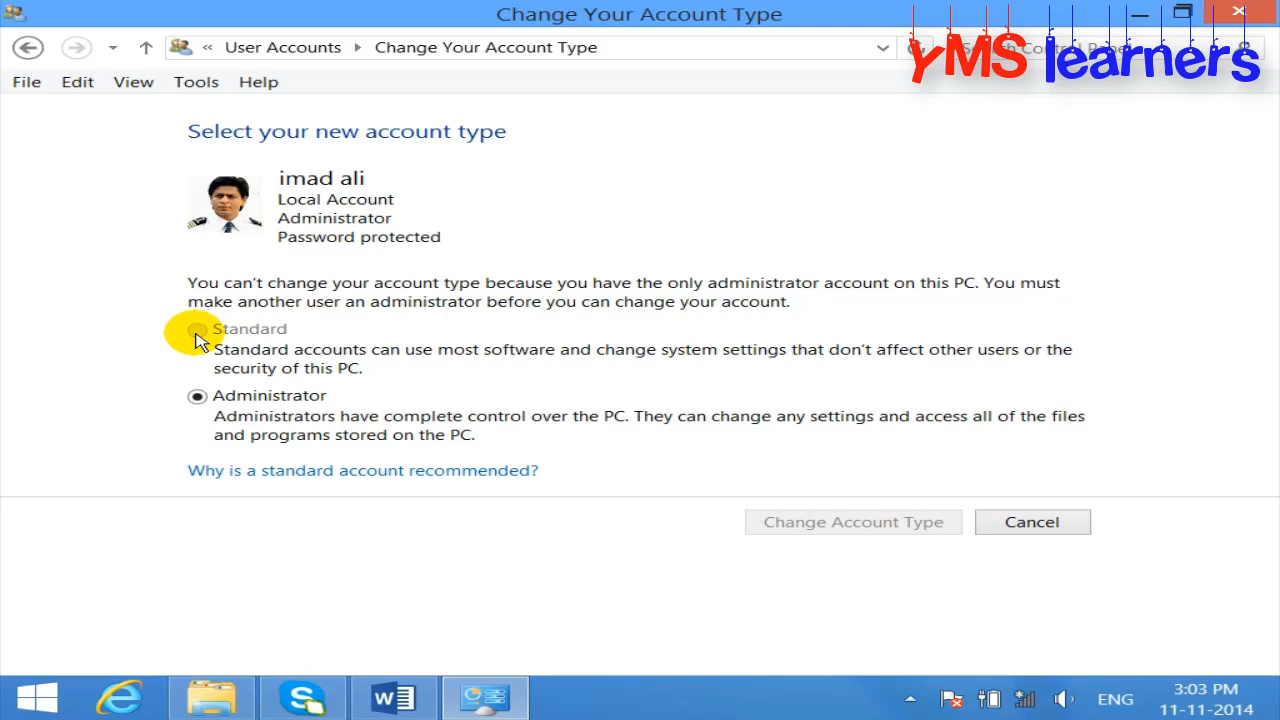 Change Your Account Type
« User Accounts Change Your Account Type
Search Control Panel
YMS learners
File Edit View Tools Help
Select your new account type
imad ali
Local Account
Administrator
Password protected
You can't change your account type because you have the only administrator account on this PC. You must
make another user an administrator before you can change your account.
Standard
Standard accounts can use most software and change system settings that don't affect other users or the
security of this PC.
Administrator
Administrators have complete control over the PC. They can change any settings and access all of the files
and programs stored on the PC.
Why is a standard account recommended?
Change Account Type Cancel
ENG
3:03 PM
11-11-2014